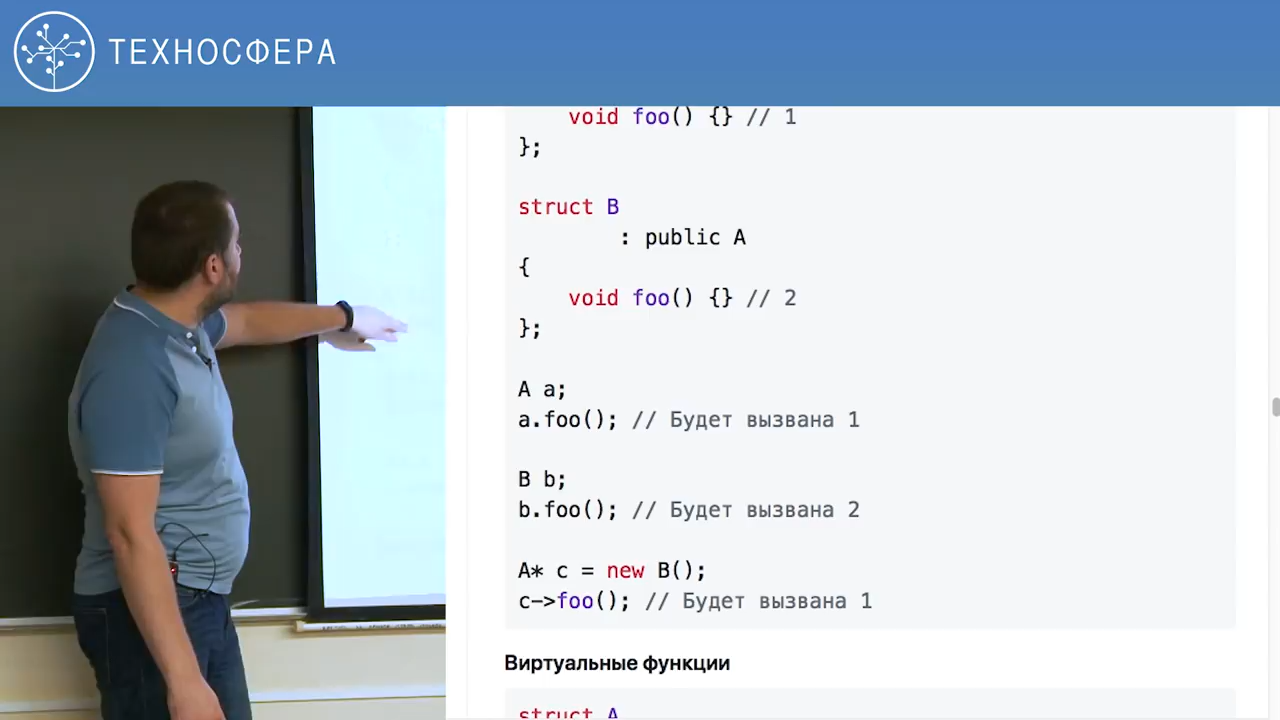 ТЕХНОСФЕРА
void foo() {} // 1
};
struct B
: public A
{
void foo() {} // 2
};
A a;
a.foo(); // Будет вызвана 1
B b;
b.foo(); // Будет вызвана 2
A* c = new B();
c->foo(); // Будет вызвана 1
Виртуальные функции
struct A